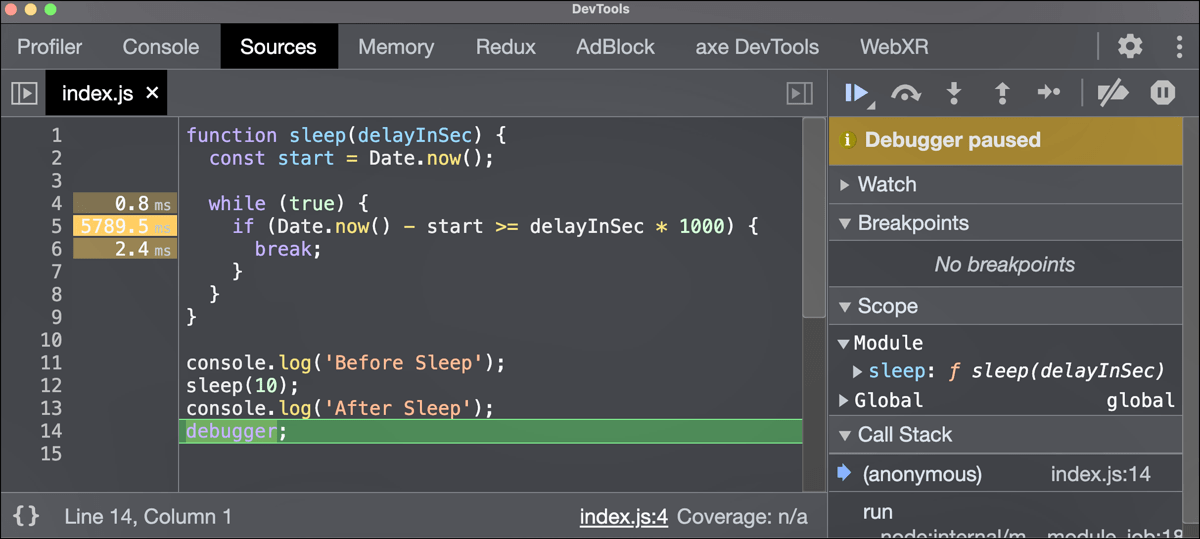 DevTools
Profiler Console Sources Memory Redux AdBlock axe DevTools WebXR
index.js ×
1 function sleep(delayInSec) {
2 const start = Date.now();
3
4 0.8 ms while (true) {
5 5789.5 ms if (Date.now() - start >= delayInSec * 1000) {
6 2.4 ms break;
7 }
8 }
9 }
10
11 console.log('Before Sleep');
12 sleep(10);
13 console.log('After Sleep');
14 debugger;
15
{} Line 14, Column 1 index.js:4 Coverage: n/a
Debugger paused
Watch
Breakpoints
No breakpoints
Scope
Module
sleep: ƒ sleep(delayInSec)
Global global
Call Stack
(anonymous) index.js:14
run
node:internal/m… module_job:18